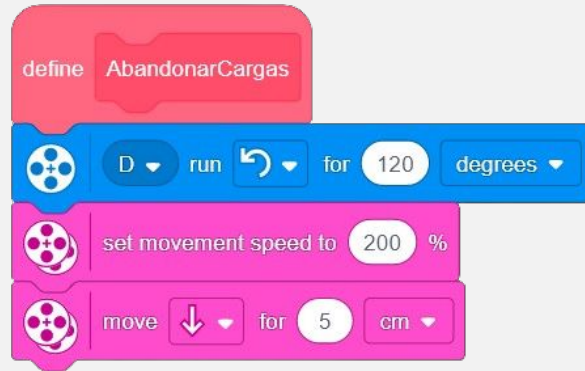 define AbandonarCargas
D run for 120 degrees
set movement speed to 200 %
move for 5 cm